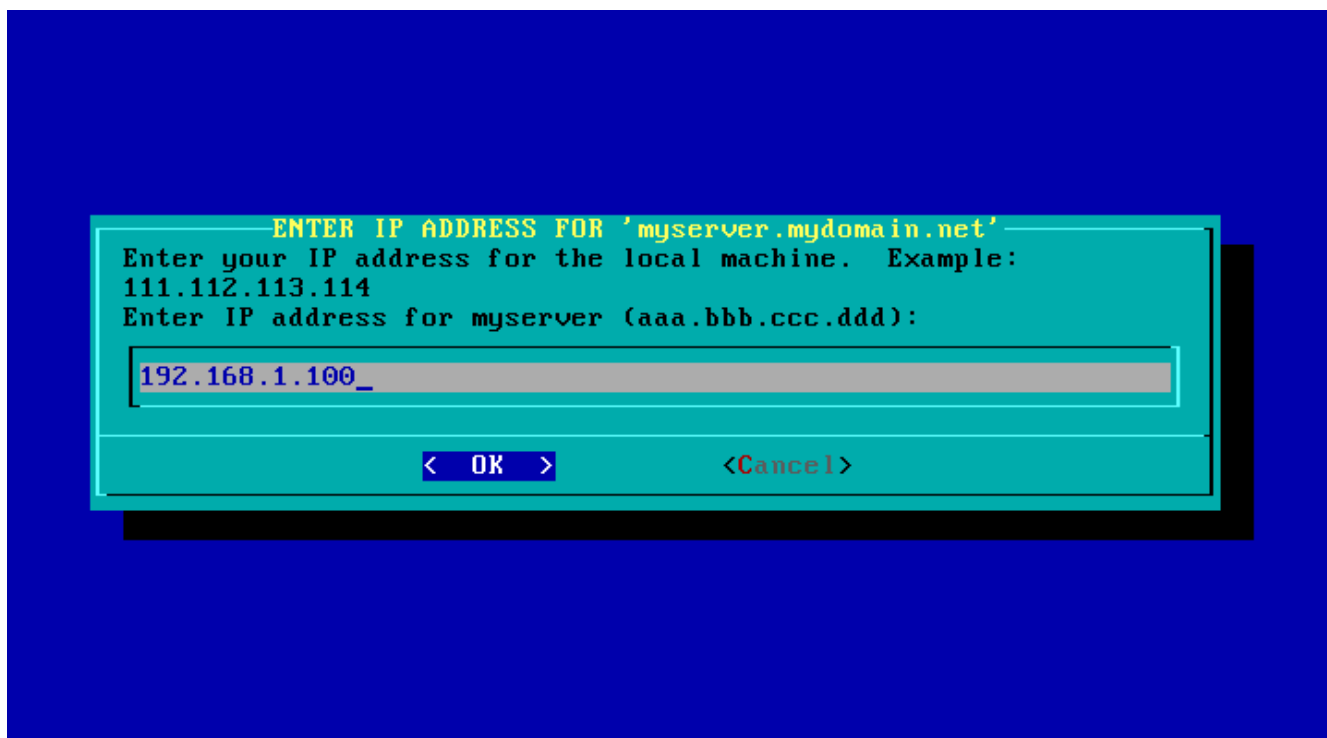 ENTER IP ADDRESS FOR 'myserver.mydomain.net'
Enter your IP address for the local machine.  Example:
111.112.113.114
Enter IP address for myserver (aaa.bbb.ccc.ddd):
192.168.1.100_
<  OK  > <Cancel>